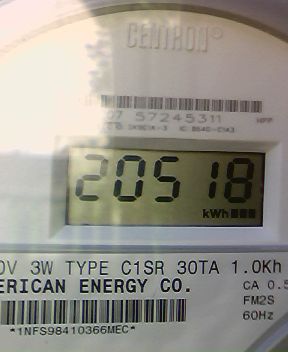 CENTRON®
57245311
20518
kWh
0V 3W TYPE C1SR 30TA 1.0Kh
ERICAN ENERGY CO.
CA 0.5
FM2S
60Hz
*1NFS98410366MEC*